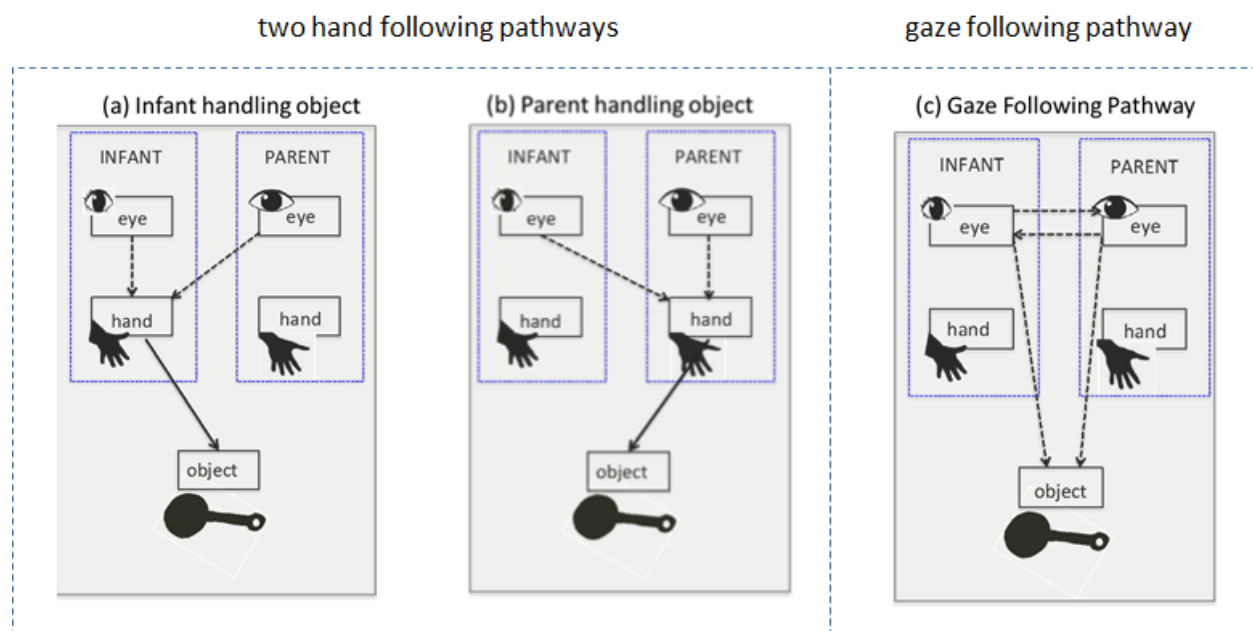 two hand following pathways
gaze following pathway
(a) Infant handling object
(b) Parent handling object
(c) Gaze Following Pathway
INFANT
PARENT
eye
eye
hand
hand
object
INFANT
PARENT
eye
eye
hand
hand
object
INFANT
PARENT
eye
eye
hand
hand
object